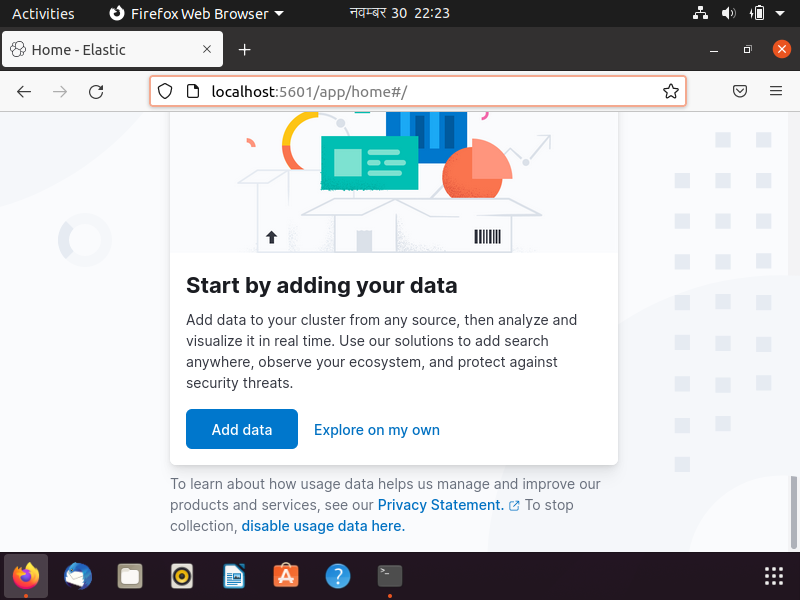 Activities Firefox Web Browser नवम्बर 30 22:23
Home - Elastic
localhost:5601/app/home#/
Start by adding your data
Add data to your cluster from any source, then analyze and
visualize it in real time. Use our solutions to add search
anywhere, observe your ecosystem, and protect against
security threats.
Add data Explore on my own
To learn about how usage data helps us manage and improve our
products and services, see our Privacy Statement. To stop
collection, disable usage data here.